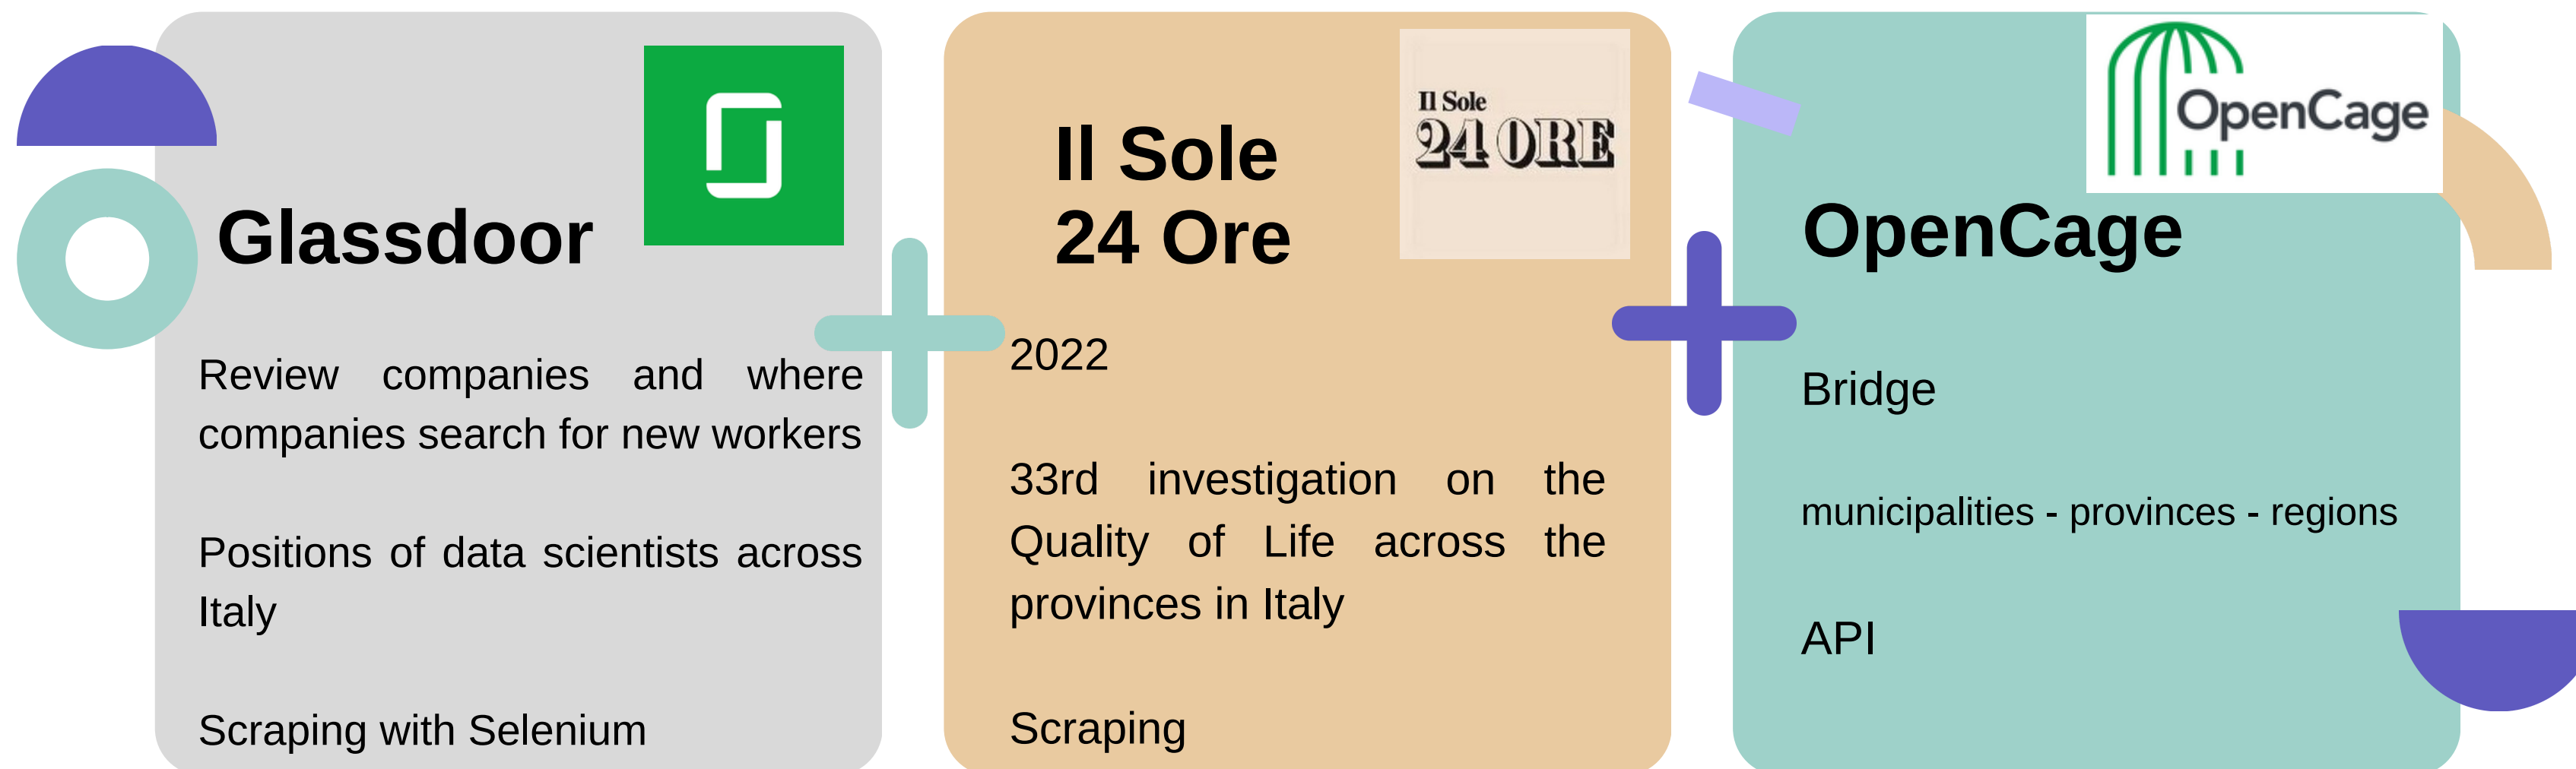 Glassdoor
Review companies and where
companies search for new workers
Positions of data scientists across
Italy
Scraping with Selenium
Il Sole
24 ORE
Il Sole
24 Ore
2022
33rd investigation on the
Quality of Life across the
provinces in Italy
Scraping
OpenCage
OpenCage
Bridge
municipalities - provinces - regions
API